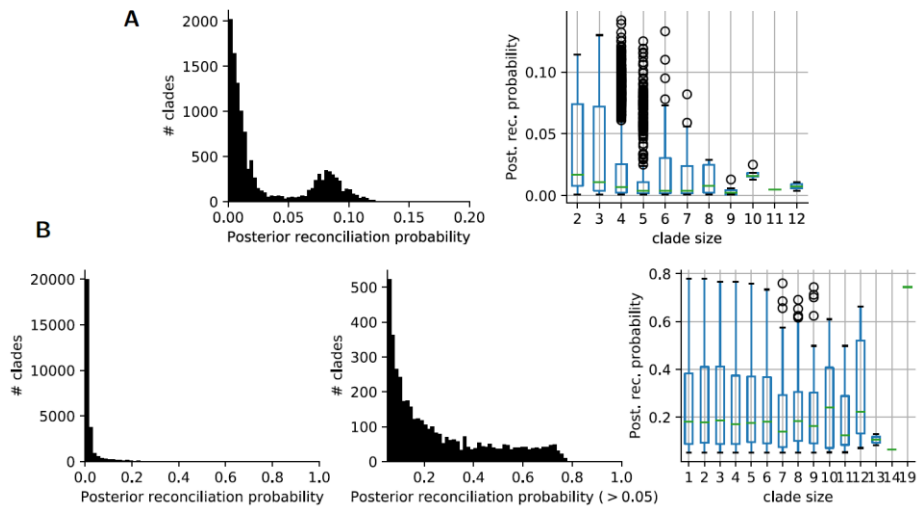 A
2000
1500
1000
500
0
# clades
0.00 0.05 0.10 0.15 0.20
Posterior reconciliation probability
0.10
0.05
0.00
Post. rec. probability
2 3 4 5 6 7 8 9 10 11 12
clade size
B
20000
15000
10000
5000
0
# clades
0.0 0.2 0.4 0.6 0.8 1.0
Posterior reconciliation probability
500
400
300
200
100
0
# clades
0.2 0.4 0.6 0.8 1.0
Posterior reconciliation probability (> 0.05)
0.8
0.6
0.4
0.2
Post. rec. probability
1 2 3 4 5 6 7 8 9 10 11 12 13 14 19
clade size